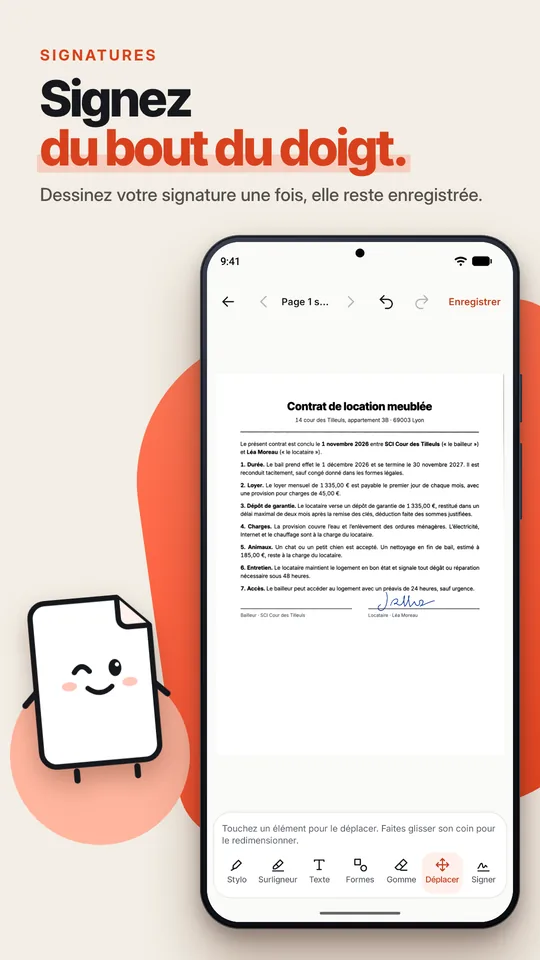 SIGNATURES
Signez
du bout du doigt.
Dessinez votre signature une fois, elle reste enregistrée.
9:41
Page 1 s...
Enregistrer
Contrat de location meublée
14 cour des Tilleuls, appartement 3B · 69003 Lyon
Le présent contrat est conclu le 1 novembre 2026 entre SCI Cour des Tilleuls (« le bailleur »)
et Léa Moreau (« le locataire »).
1. Durée. Le bail prend effet le 1 décembre 2026 et se termine le 30 novembre 2027. Il est
reconduit tacitement, sauf congé donné dans les formes légales.
2. Loyer. Le loyer mensuel de 1 335,00 € est payable le premier jour de chaque mois, avec
une provision pour charges de 45,00 €.
3. Dépôt de garantie. Le locataire verse un dépôt de garantie de 1 335,00 €, restitué dans un
délai maximal de deux mois après la remise des clés, déduction faite des sommes justifiées.
4. Charges. La provision couvre l'eau et l'enlèvement des ordures ménagères. L'électricité,
Internet et le chauffage sont à la charge du locataire.
5. Animaux. Un chat ou un petit chien est accepté. Un nettoyage en fin de bail, estimé à
185,00 €, reste à la charge du locataire.
6. Entretien. Le locataire maintient le logement en bon état et signale tout dégât ou réparation
nécessaire sous 48 heures.
7. Accès. Le bailleur peut accéder au logement avec un préavis de 24 heures, sauf urgence.
Bailleur · SCI Cour des Tilleuls
Locataire · Léa Moreau
Touchez un élément pour le déplacer. Faites glisser son coin pour
le redimensionner.
Stylo
Surligneur
Texte
Formes
Gomme
Déplacer
Signer